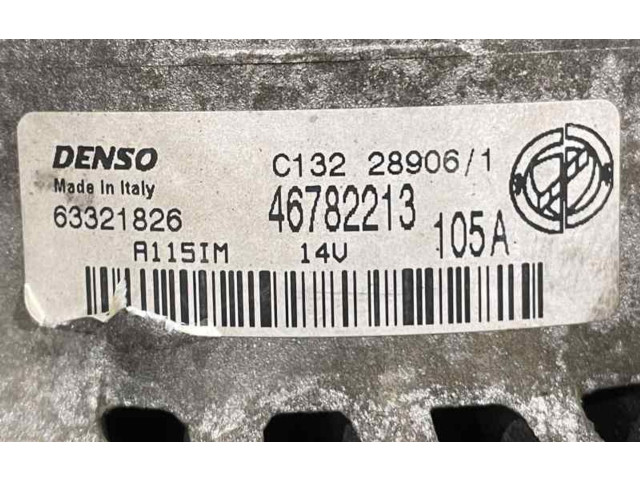 DENSO C132 28906/1
Made in Italy 46782213
63321826 105A
A115IM 14V